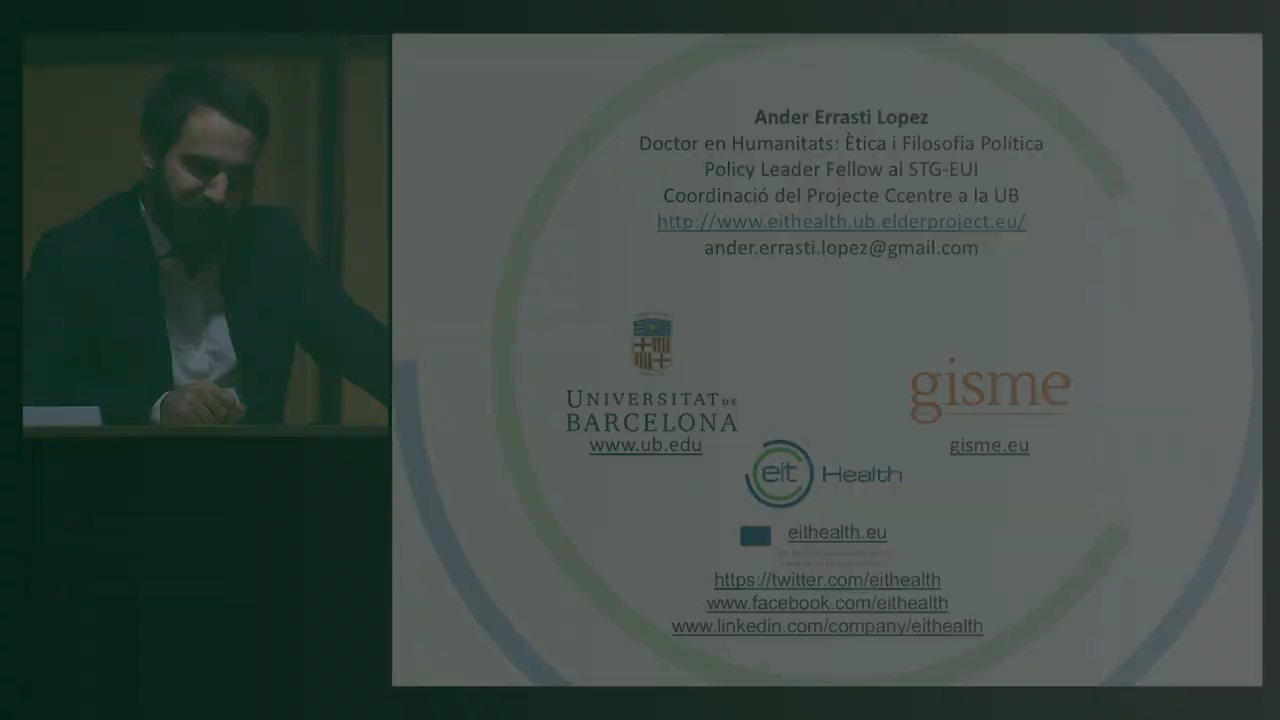 Ander Errasti Lopez
Doctor en Humanitats: Ètica i Filosofia Política
Policy Leader Fellow al STG-EUI
Coordinació del Projecte Ccentre a la UB
http://www.eithealth.ub.elderproject.eu/
ander.errasti.lopez@gmail.com
UNIVERSITAT DE
BARCELONA
www.ub.edu
gisme
gisme.eu
eit Health
eithealth.eu
https://twitter.com/eithealth
www.facebook.com/eithealth
www.linkedin.com/company/eithealth